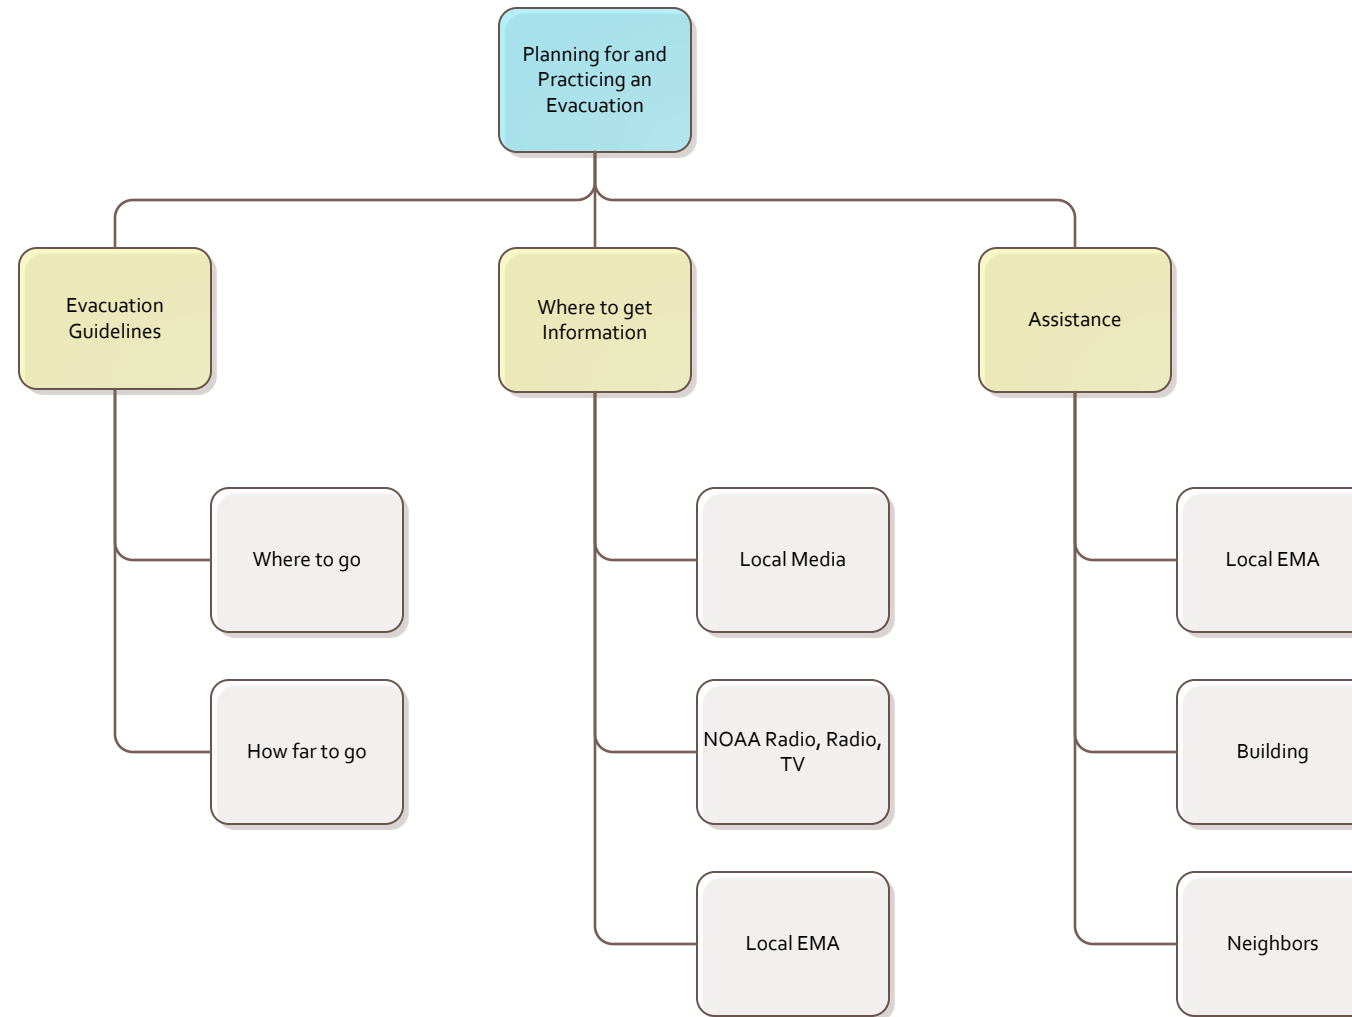 Planning for and
Practicing an
Evacuation
Evacuation
Guidelines
Where to get
Information
Assistance
Where to go
Local Media
Local EMA
How far to go
NOAA Radio, Radio,
TV
Building
Local EMA
Neighbors